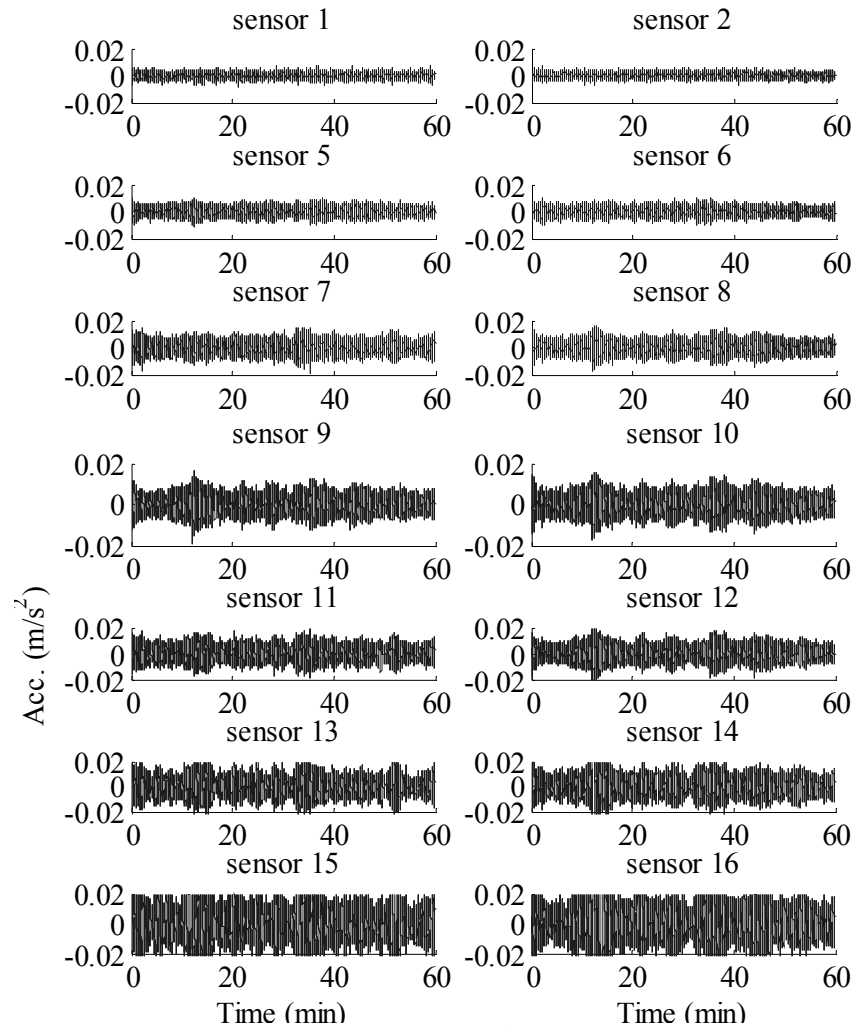 sensor 1 sensor 2
0.02 0.02
0 0
-0.02 -0.02
0 20 40 60 0 20 40 60
sensor 5 sensor 6
0.02 0.02
0 0
-0.02 -0.02
0 20 40 60 0 20 40 60
sensor 7 sensor 8
0.02 0.02
0 0
-0.02 -0.02
0 20 40 60 0 20 40 60
sensor 9 sensor 10
0.02 0.02
0 0
-0.02 -0.02
0 20 40 60 0 20 40 60
sensor 11 sensor 12
0.02 0.02
0 0
-0.02 -0.02
0 20 40 60 0 20 40 60
Acc. (m/s²)
sensor 13 sensor 14
0.02 0.02
0 0
-0.02 -0.02
0 20 40 60 0 20 40 60
sensor 15 sensor 16
0.02 0.02
0 0
-0.02 -0.02
0 20 40 60 0 20 40 60
Time (min) Time (min)